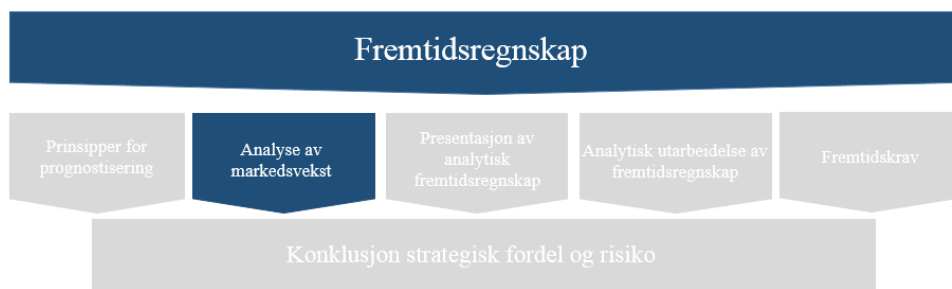 Fremtidsregnskap
Prinsipper for
prognostisering
Analyse av
markedsvekst
Presentasjon av
analytisk
fremtidsregnskap
Analytisk utarbeidelse av
fremtidsregnskap
Fremtidskrav
Konklusjon strategisk fordel og risiko